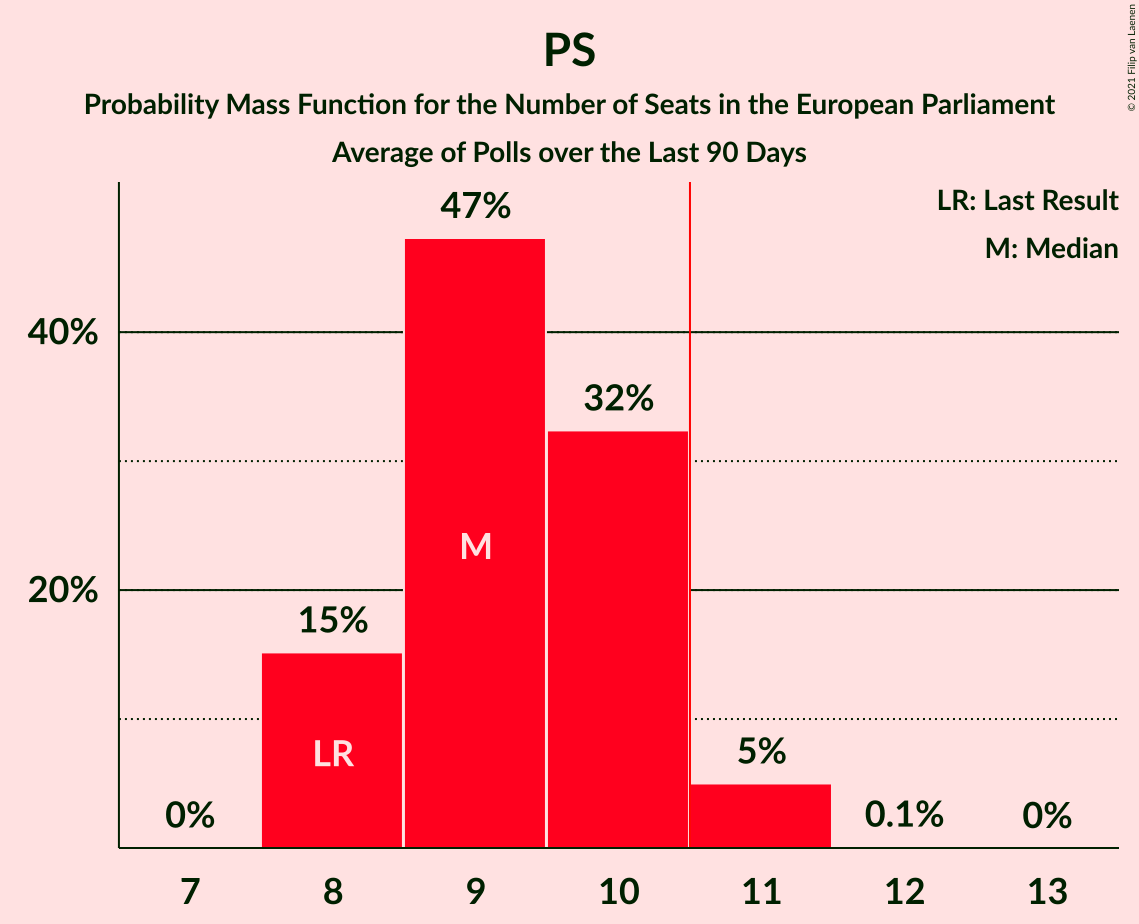 PS
Probability Mass Function for the Number of Seats in the European Parliament
Average of Polls over the Last 90 Days
© 2021 Filip van Laenen
LR: Last Result
M: Median
47%
40%
32%
M
20%
15%
LR
5%
0%
0.1%
0%
7 8 9 10 11 12 13